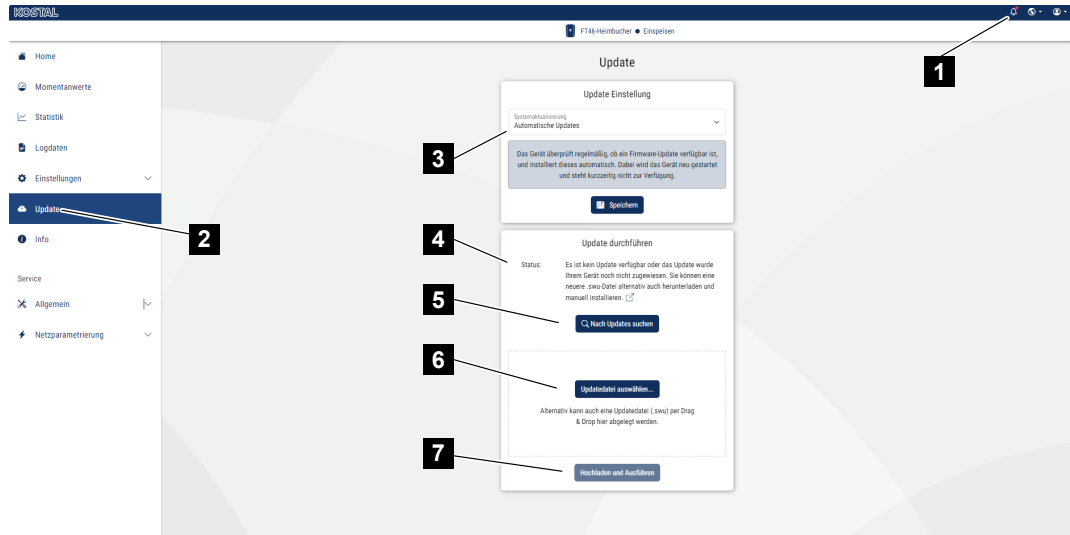 KOSTAL
FT46-Heimbucher ● Einspeisen
1
Home
Momentanwerte
Statistik
Logdaten
Einstellungen
Update
2
Info
Service
Allgemein
Netzparametrierung
Update
Update Einstellung
Systemaktualisierung
Automatische Updates
3
Das Gerät überprüft regelmäßig, ob ein Firmware-Update verfügbar ist,
und installiert dieses automatisch. Dabei wird das Gerät neu gestartet
und steht kurzzeitig nicht zur Verfügung.
Speichern
Update durchführen
4
Status: Es ist kein Update verfügbar oder das Update wurde
Ihrem Gerät noch nicht zugewiesen. Sie können eine
neuere .swu-Datei alternativ auch herunterladen und
manuell installieren.
5
Nach Updates suchen
6
Updatedatei auswählen...
Alternativ kann auch eine Updatedatei (.swu) per Drag
& Drop hier abgelegt werden.
7
Hochladen und Ausführen